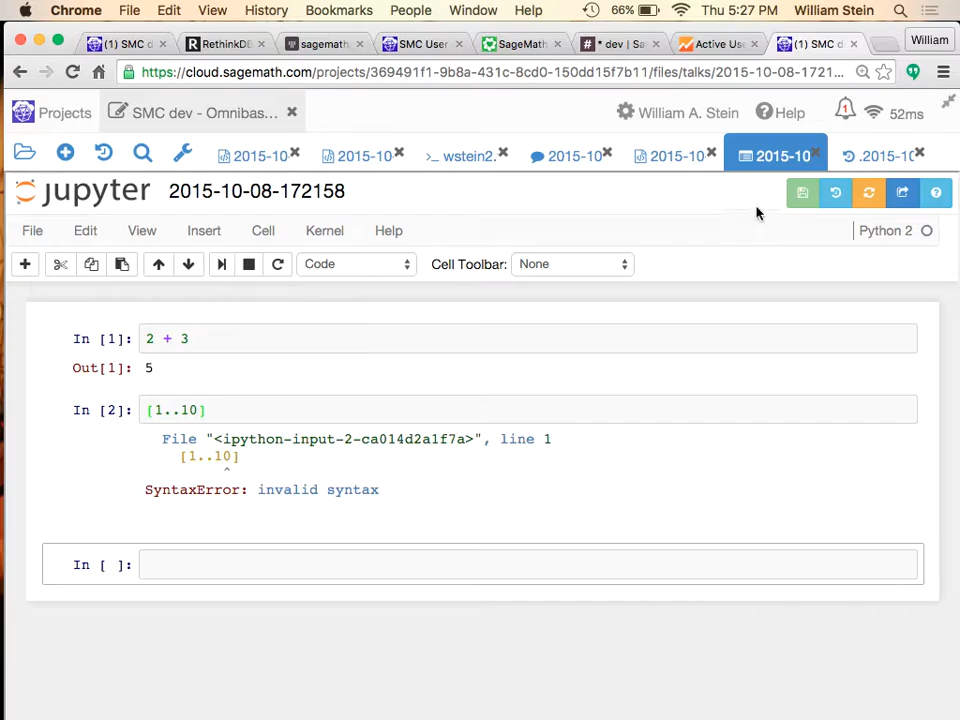 Chrome File Edit View History Bookmarks People Window Help 66% Thu 5:27 PM William Stein
(1) SMC d RethinkDB sagemath. SMC User SageMath * dev | Sa Active Use (1) SMC d William
https://cloud.sagemath.com/projects/369491f1-9b8a-431c-8cd0-150dd15f7b11/files/talks/2015-10-08-1721...
Projects SMC dev - Omnibas... William A. Stein Help 1 52ms
2015-10 2015-10 >_ wstein2. 2015-10 2015-10 2015-10 .2015-10
jupyter 2015-10-08-172158
File Edit View Insert Cell Kernel Help Python 2
Code Cell Toolbar: None
In [1]: 2 + 3
Out[1]: 5
In [2]: [1..10]
File "<ipython-input-2-ca014d2a1f7a>", line 1
[1..10]
^
SyntaxError: invalid syntax
In [ ]: